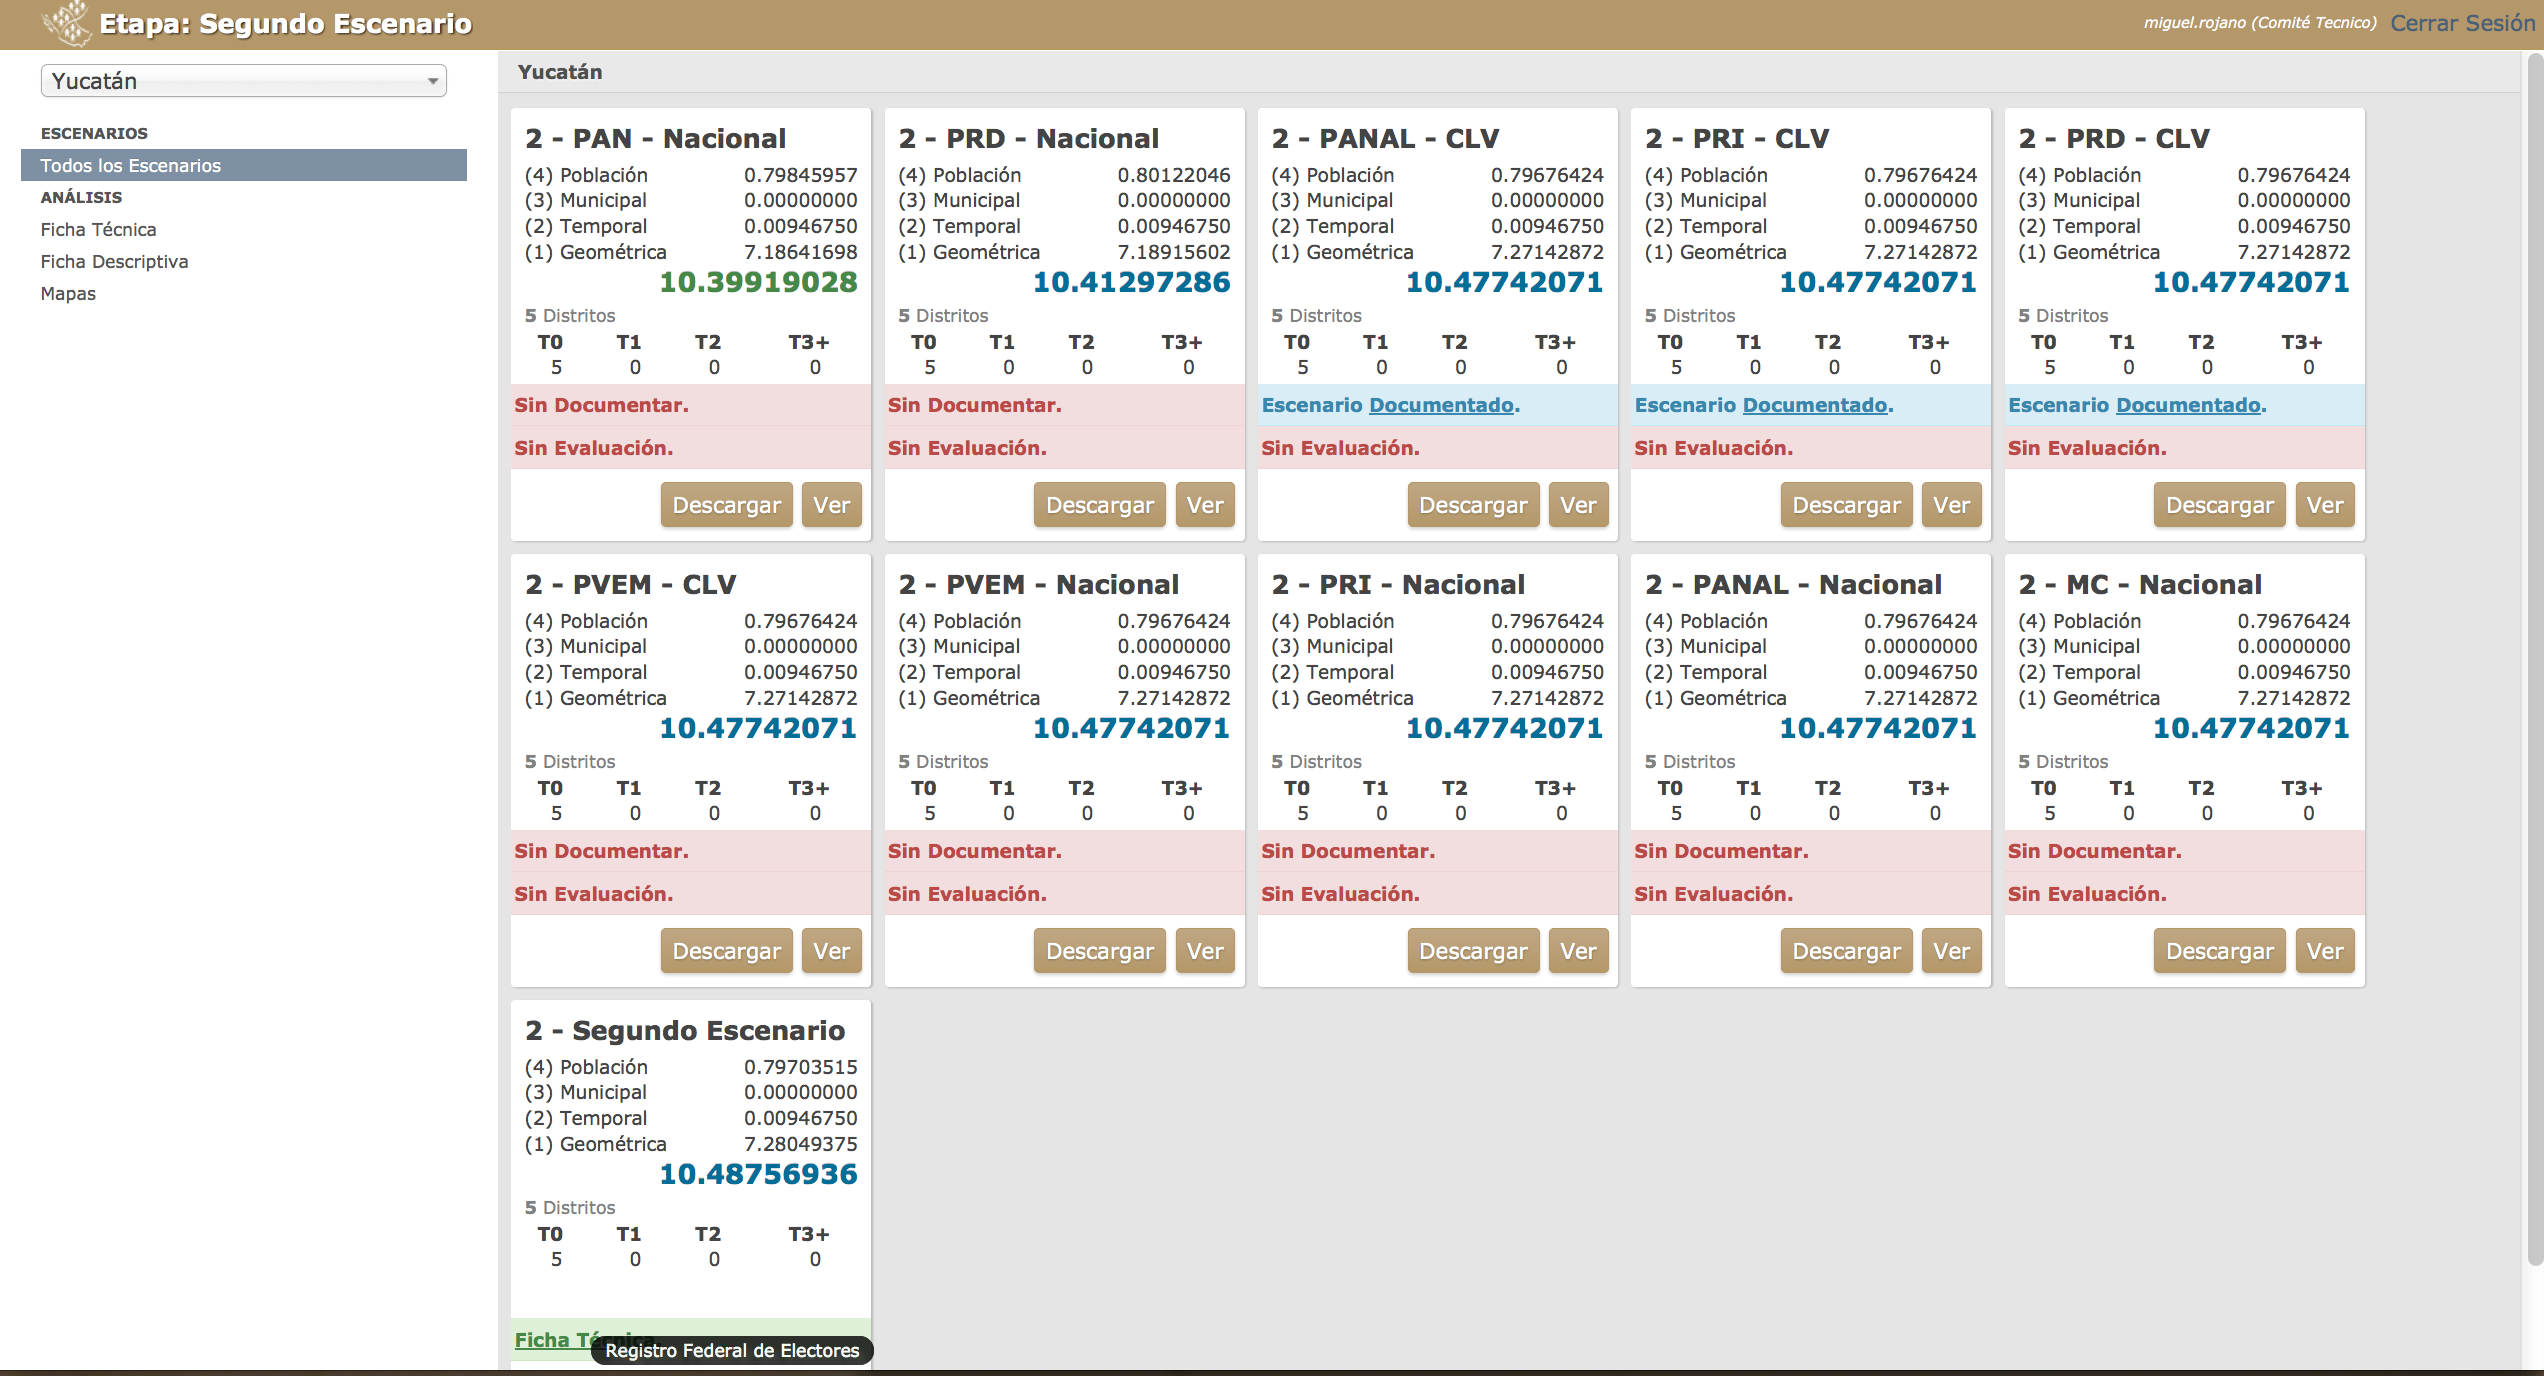 Etapa: Segundo Escenario
miguel.rojano (Comité Tecnico) Cerrar Sesión
Yucatán
ESCENARIOS
Todos los Escenarios
ANÁLISIS
Ficha Técnica
Ficha Descriptiva
Mapas
Yucatán
2 - PAN - Nacional
(4) Población 0.79845957
(3) Municipal 0.00000000
(2) Temporal 0.00946750
(1) Geométrica 7.18641698
10.39919028
5 Distritos
T0 T1 T2 T3+
5 0 0 0
Sin Documentar.
Sin Evaluación.
Descargar Ver
2 - PRD - Nacional
(4) Población 0.80122046
(3) Municipal 0.00000000
(2) Temporal 0.00946750
(1) Geométrica 7.18915602
10.41297286
5 Distritos
T0 T1 T2 T3+
5 0 0 0
Sin Documentar.
Sin Evaluación.
Descargar Ver
2 - PANAL - CLV
(4) Población 0.79676424
(3) Municipal 0.00000000
(2) Temporal 0.00946750
(1) Geométrica 7.27142872
10.47742071
5 Distritos
T0 T1 T2 T3+
5 0 0 0
Escenario Documentado.
Sin Evaluación.
Descargar Ver
2 - PRI - CLV
(4) Población 0.79676424
(3) Municipal 0.00000000
(2) Temporal 0.00946750
(1) Geométrica 7.27142872
10.47742071
5 Distritos
T0 T1 T2 T3+
5 0 0 0
Escenario Documentado.
Sin Evaluación.
Descargar Ver
2 - PRD - CLV
(4) Población 0.79676424
(3) Municipal 0.00000000
(2) Temporal 0.00946750
(1) Geométrica 7.27142872
10.47742071
5 Distritos
T0 T1 T2 T3+
5 0 0 0
Escenario Documentado.
Sin Evaluación.
Descargar Ver
2 - PVEM - CLV
(4) Población 0.79676424
(3) Municipal 0.00000000
(2) Temporal 0.00946750
(1) Geométrica 7.27142872
10.47742071
5 Distritos
T0 T1 T2 T3+
5 0 0 0
Sin Documentar.
Sin Evaluación.
Descargar Ver
2 - PVEM - Nacional
(4) Población 0.79676424
(3) Municipal 0.00000000
(2) Temporal 0.00946750
(1) Geométrica 7.27142872
10.47742071
5 Distritos
T0 T1 T2 T3+
5 0 0 0
Sin Documentar.
Sin Evaluación.
Descargar Ver
2 - PRI - Nacional
(4) Población 0.79676424
(3) Municipal 0.00000000
(2) Temporal 0.00946750
(1) Geométrica 7.27142872
10.47742071
5 Distritos
T0 T1 T2 T3+
5 0 0 0
Sin Documentar.
Sin Evaluación.
Descargar Ver
2 - PANAL - Nacional
(4) Población 0.79676424
(3) Municipal 0.00000000
(2) Temporal 0.00946750
(1) Geométrica 7.27142872
10.47742071
5 Distritos
T0 T1 T2 T3+
5 0 0 0
Sin Documentar.
Sin Evaluación.
Descargar Ver
2 - MC - Nacional
(4) Población 0.79676424
(3) Municipal 0.00000000
(2) Temporal 0.00946750
(1) Geométrica 7.27142872
10.47742071
5 Distritos
T0 T1 T2 T3+
5 0 0 0
Sin Documentar.
Sin Evaluación.
Descargar Ver
2 - Segundo Escenario
(4) Población 0.79703515
(3) Municipal 0.00000000
(2) Temporal 0.00946750
(1) Geométrica 7.28049375
10.48756936
5 Distritos
T0 T1 T2 T3+
5 0 0 0
Ficha Técnica.
Registro Federal de Electores